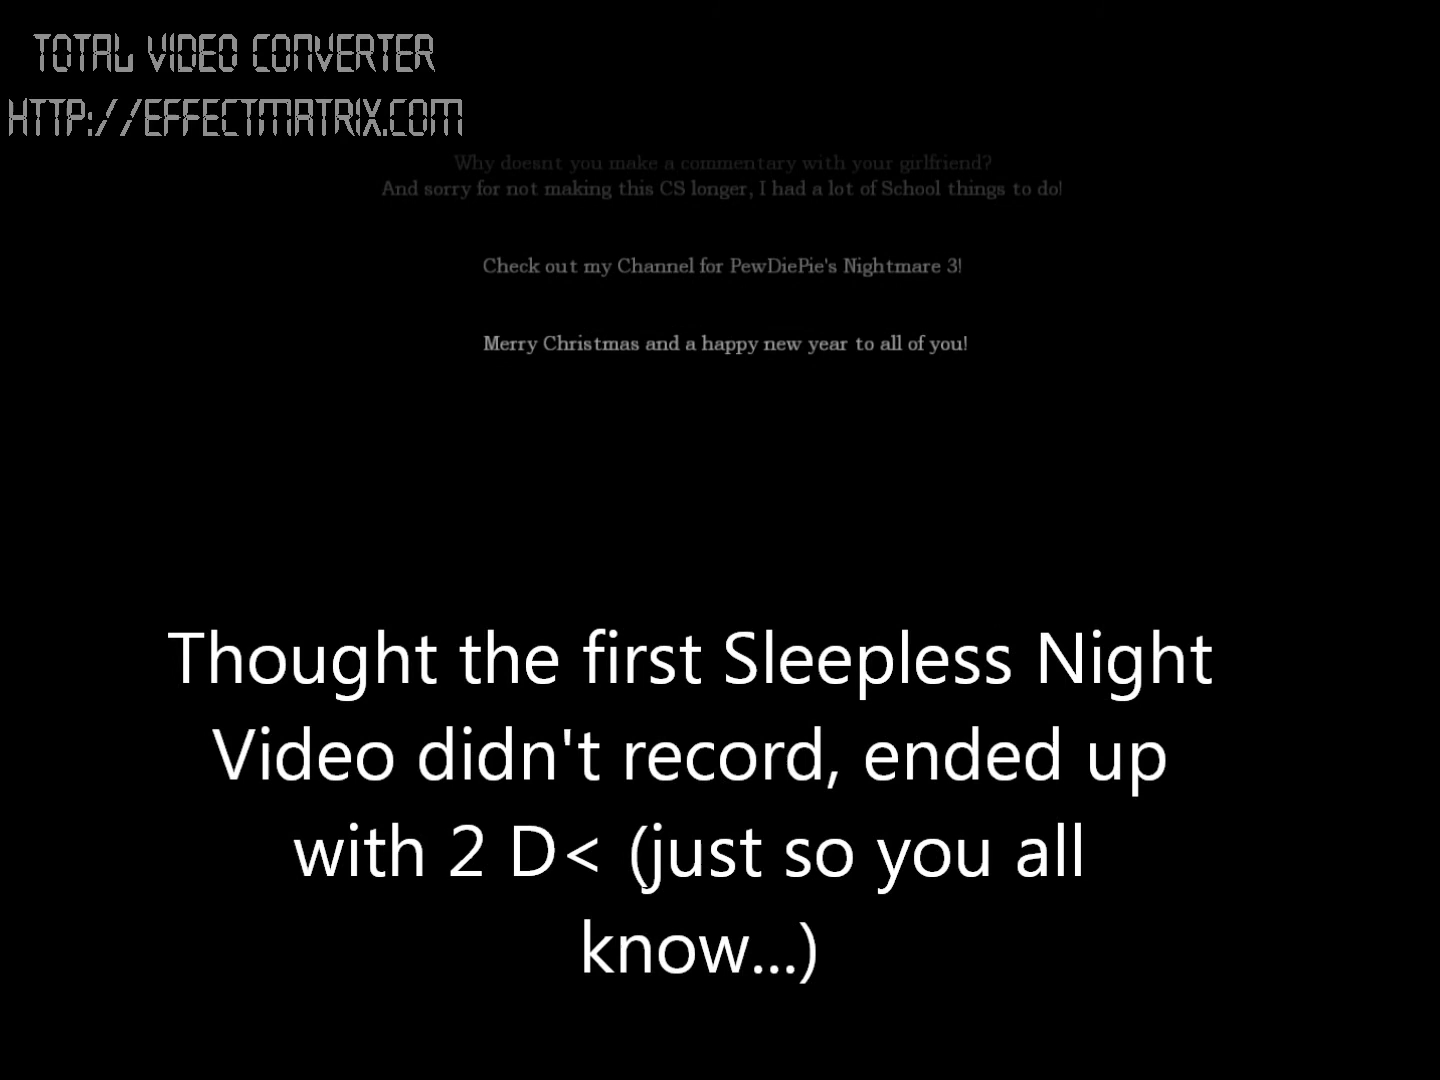 TOTAL VIDEO CONVERTER
HTTP://EFFECTMATRIX.COM
Why doesnt you make a commentary with your girlfriend?
And sorry for not making this CS longer, I had a lot of School things to do!
Check out my Channel for PewDiePie's Nightmare 3!
Merry Christmas and a happy new year to all of you!
Thought the first Sleepless Night
Video didn't record, ended up
with 2 D< (just so you all
know...)